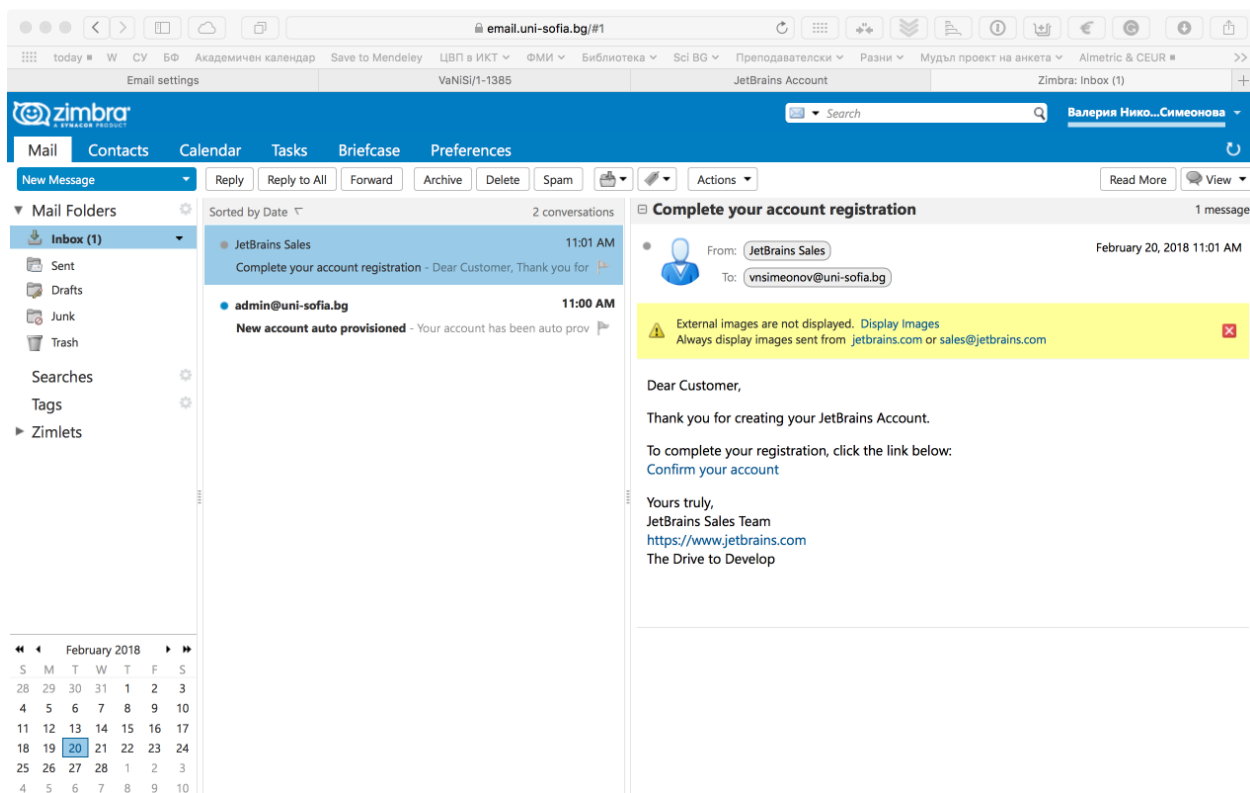 email.uni-sofia.bg/#1
today W СУ БФ Академичен календар Save to Mendeley ЦВП в ИКТ ФМИ Библиотека Sci BG Преподавателски Разни Мудъл проект на анкета Almetric & CEUR >>
Email settings VaNiSi/1-1385 JetBrains Account Zimbra: Inbox (1) +
zimbra
A SYNACOR PRODUCT
Search
Валерия Нико...Симеонова
Mail Contacts Calendar Tasks Briefcase Preferences
New Message Reply Reply to All Forward Archive Delete Spam Actions Read More View
Mail Folders
Inbox (1)
Sent
Drafts
Junk
Trash
Searches
Tags
Zimlets
Sorted by Date 2 conversations
JetBrains Sales 11:01 AM
Complete your account registration - Dear Customer, Thank you for
admin@uni-sofia.bg 11:00 AM
New account auto provisioned - Your account has been auto prov
Complete your account registration 1 message
From: JetBrains Sales February 20, 2018 11:01 AM
To: vnsimeonov@uni-sofia.bg
External images are not displayed. Display Images
Always display images sent from jetbrains.com or sales@jetbrains.com
Dear Customer,
Thank you for creating your JetBrains Account.
To complete your registration, click the link below:
Confirm your account
Yours truly,
JetBrains Sales Team
https://www.jetbrains.com
The Drive to Develop
February 2018
S M T W T F S
28 29 30 31 1 2 3
4 5 6 7 8 9 10
11 12 13 14 15 16 17
18 19 20 21 22 23 24
25 26 27 28 1 2 3
4 5 6 7 8 9 10